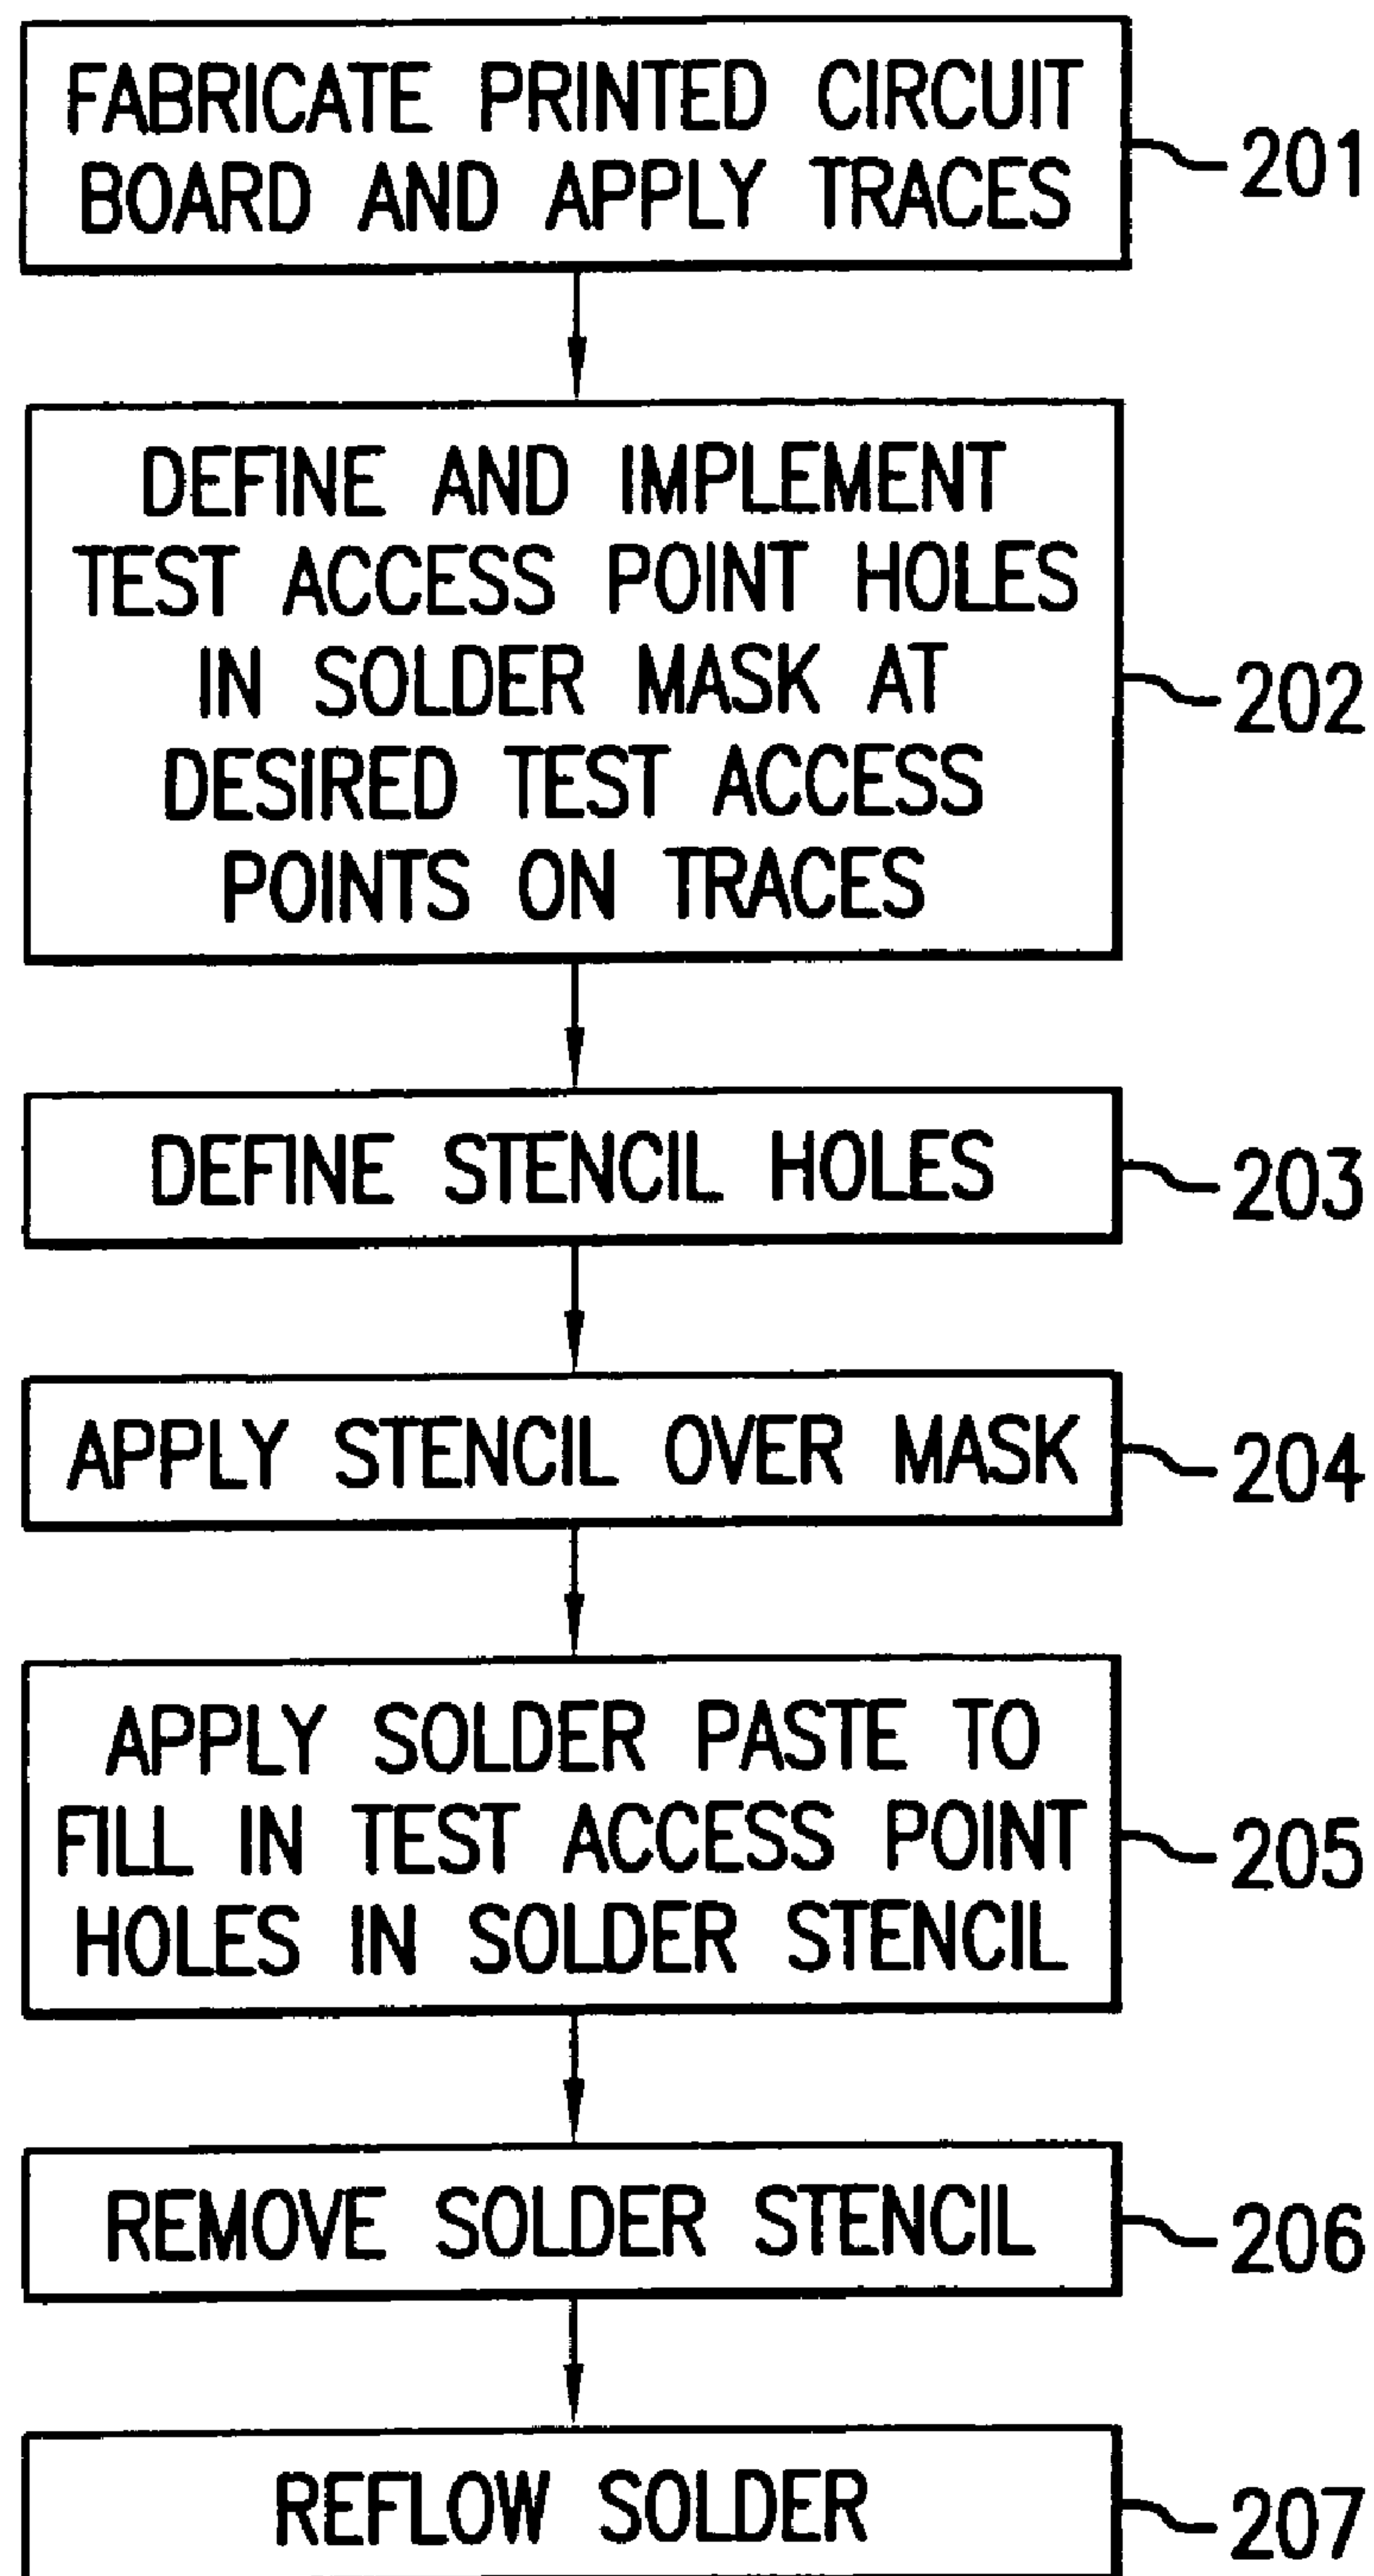 FABRICATE PRINTED CIRCUIT
BOARD AND APPLY TRACES
201
DEFINE AND IMPLEMENT
TEST ACCESS POINT HOLES
IN SOLDER MASK AT
DESIRED TEST ACCESS
POINTS ON TRACES
202
DEFINE STENCIL HOLES
203
APPLY STENCIL OVER MASK
204
APPLY SOLDER PASTE TO
FILL IN TEST ACCESS POINT
HOLES IN SOLDER STENCIL
205
REMOVE SOLDER STENCIL
206
REFLOW SOLDER
207